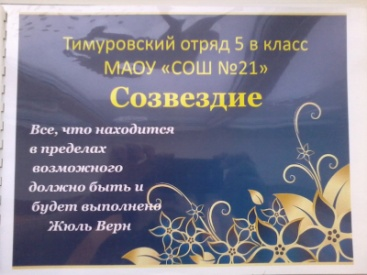 Тимуровский отряд 5 в класс
МАОУ «СОШ №21»
Созвездие
Все, что находится
в пределах
возможного
должно быть и
будет выполнено
Жюль Верн